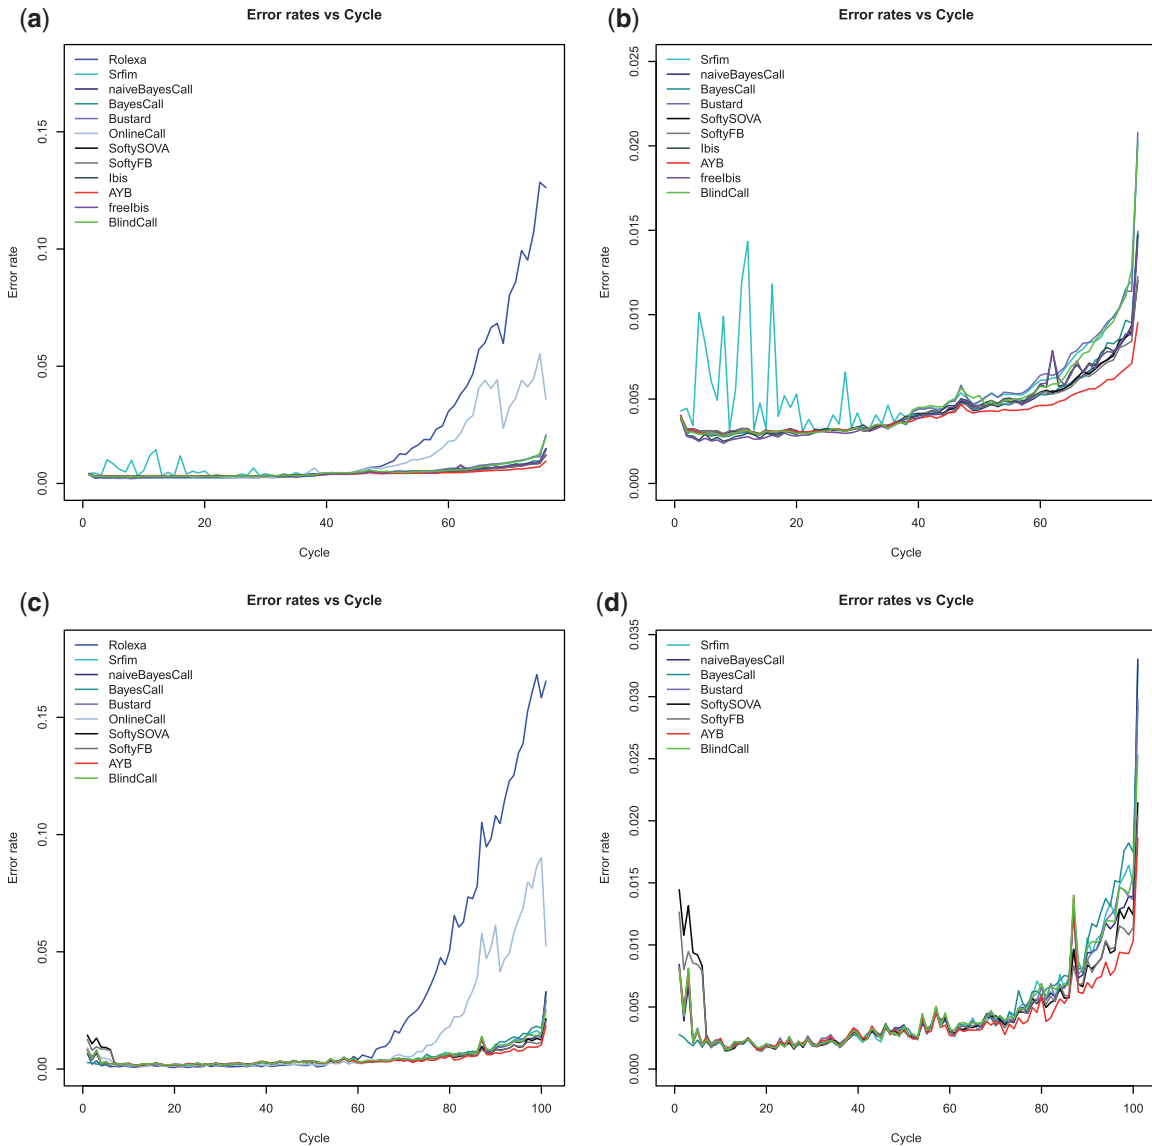 (a)
Error rates vs Cycle
Rolexa
Srfim
naiveBayesCall
BayesCall
Bustard
OnlineCall
SoftySOVA
SoftyFB
Ibis
AYB
freeIbis
BlindCall
Error rate
0.15
0.10
0.05
0.00
0 20 40 60
Cycle
(b)
Error rates vs Cycle
Srfim
naiveBayesCall
BayesCall
Bustard
SoftySOVA
SoftyFB
Ibis
AYB
freeIbis
BlindCall
Error rate
0.025
0.020
0.015
0.010
0.005
0.000
0 20 40 60
Cycle
(c)
Error rates vs Cycle
Rolexa
Srfim
naiveBayesCall
BayesCall
Bustard
OnlineCall
SoftySOVA
SoftyFB
AYB
BlindCall
Error rate
0.15
0.10
0.05
0.00
0 20 40 60 80 100
Cycle
(d)
Error rates vs Cycle
Srfim
naiveBayesCall
BayesCall
Bustard
SoftySOVA
SoftyFB
AYB
BlindCall
Error rate
0.035
0.030
0.025
0.020
0.015
0.010
0.005
0.000
0 20 40 60 80 100
Cycle